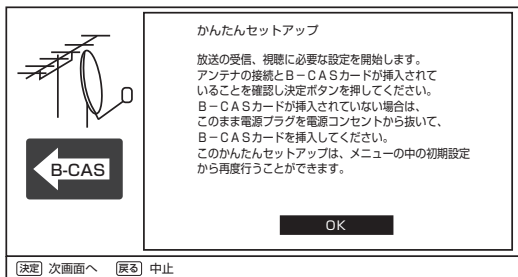 かんたんセットアップ
放送の受信、視聴に必要な設定を開始します。
アンテナの接続とB－CASカードが挿入されて
いることを確認し決定ボタンを押してください。
B－CASカードが挿入されていない場合は、
このまま電源プラグを電源コンセントから抜いて、
B－CASカードを挿入してください。
このかんたんセットアップは、メニューの中の初期設定
から再度行うことができます。
B-CAS
OK
決定 次画面へ 戻る 中止